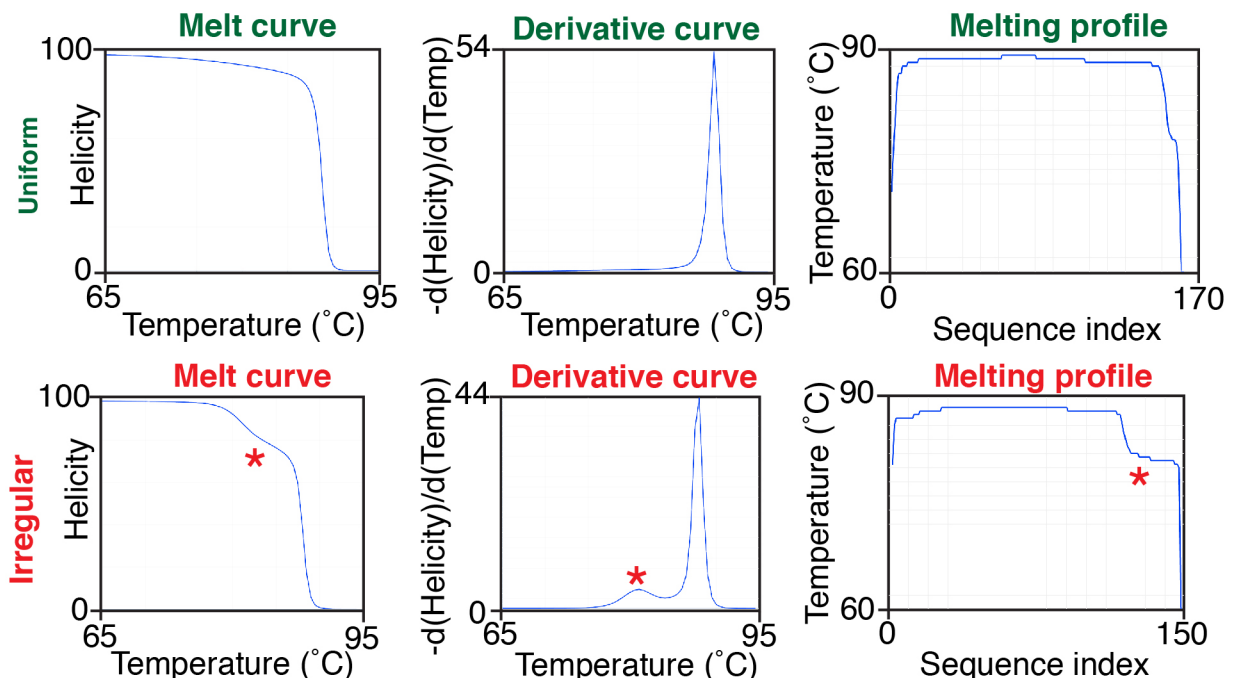 Melt curve
Derivative curve
Melting profile
Uniform
Helicity
100
0
65
95
Temperature (˚C)
-d(Helicity)/d(Temp)
54
0
65
95
Temperature (˚C)
Temperature (˚C)
90
60
0
170
Sequence index
Melt curve
Derivative curve
Melting profile
Irregular
Helicity
100
0
65
95
*
Temperature (˚C)
-d(Helicity)/d(Temp)
44
0
65
95
*
Temperature (˚C)
Temperature (˚C)
90
60
0
150
*
Sequence index